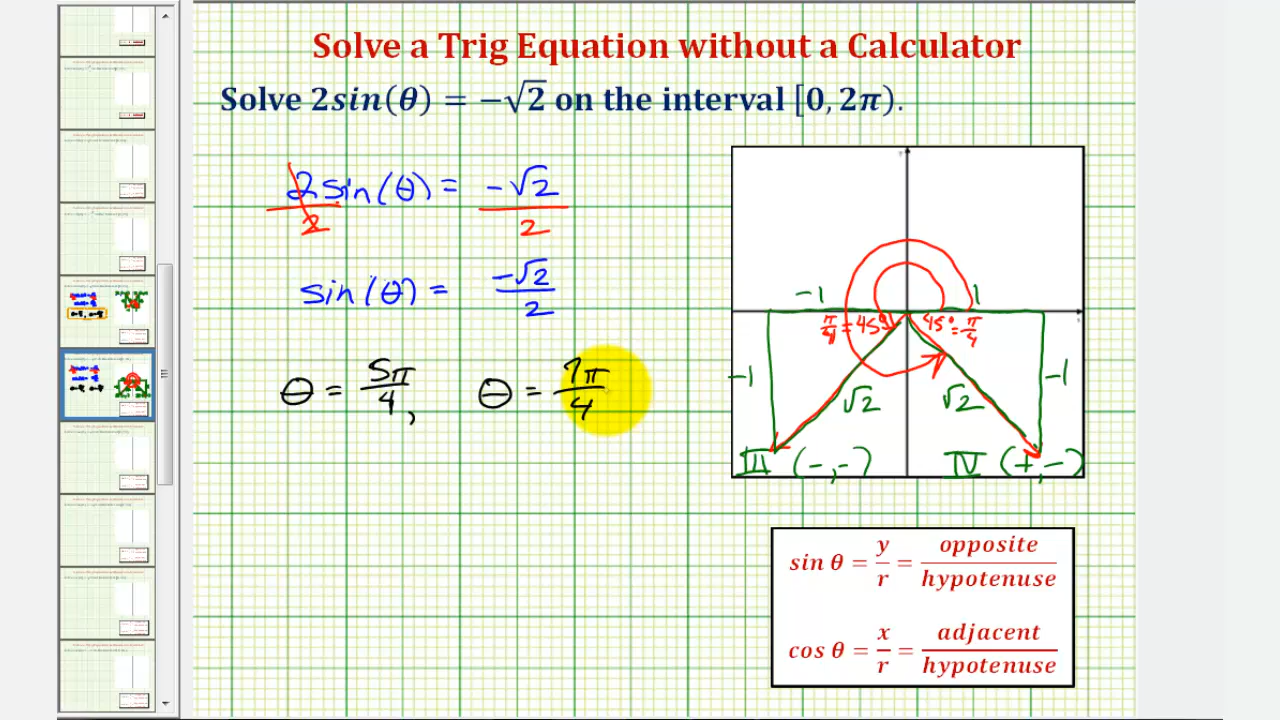 Solve a Trig Equation without a Calculator
Solve 2sin(θ) = −√2 on the interval [0, 2π).
2 sin(θ) = -√2
2 2
sin(θ) = -√2
2
θ = 5π/4, θ = 7π/4
-1 1
π/4 = 45° 45° = π/4
-1 -1
√2 √2
III (-,-) IV (+,-)
sin θ = y/r = opposite/hypotenuse
cos θ = x/r = adjacent/hypotenuse